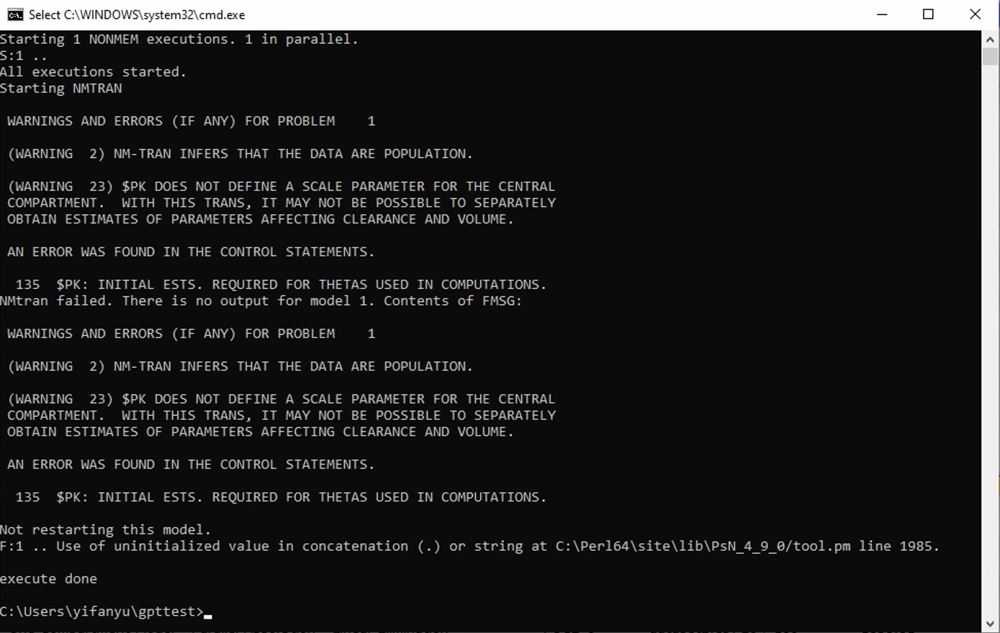 Select C:\WINDOWS\system32\cmd.exe
Starting 1 NONMEM executions. 1 in parallel.
S:1 ..
All executions started.
Starting NMTRAN
WARNINGS AND ERRORS (IF ANY) FOR PROBLEM    1
(WARNING  2) NM-TRAN INFERS THAT THE DATA ARE POPULATION.
(WARNING  23) $PK DOES NOT DEFINE A SCALE PARAMETER FOR THE CENTRAL
COMPARTMENT.  WITH THIS TRANS, IT MAY NOT BE POSSIBLE TO SEPARATELY
OBTAIN ESTIMATES OF PARAMETERS AFFECTING CLEARANCE AND VOLUME.
AN ERROR WAS FOUND IN THE CONTROL STATEMENTS.
135  $PK: INITIAL ESTS. REQUIRED FOR THETAS USED IN COMPUTATIONS.
NMtran failed. There is no output for model 1. Contents of FMSG:
WARNINGS AND ERRORS (IF ANY) FOR PROBLEM    1
(WARNING  2) NM-TRAN INFERS THAT THE DATA ARE POPULATION.
(WARNING  23) $PK DOES NOT DEFINE A SCALE PARAMETER FOR THE CENTRAL
COMPARTMENT.  WITH THIS TRANS, IT MAY NOT BE POSSIBLE TO SEPARATELY
OBTAIN ESTIMATES OF PARAMETERS AFFECTING CLEARANCE AND VOLUME.
AN ERROR WAS FOUND IN THE CONTROL STATEMENTS.
135  $PK: INITIAL ESTS. REQUIRED FOR THETAS USED IN COMPUTATIONS.
Not restarting this model.
F:1 .. Use of uninitialized value in concatenation (.) or string at C:\Perl64\site\lib\PsN_4_9_0/tool.pm line 1985.
execute done
C:\Users\yifanyu\gpttest>